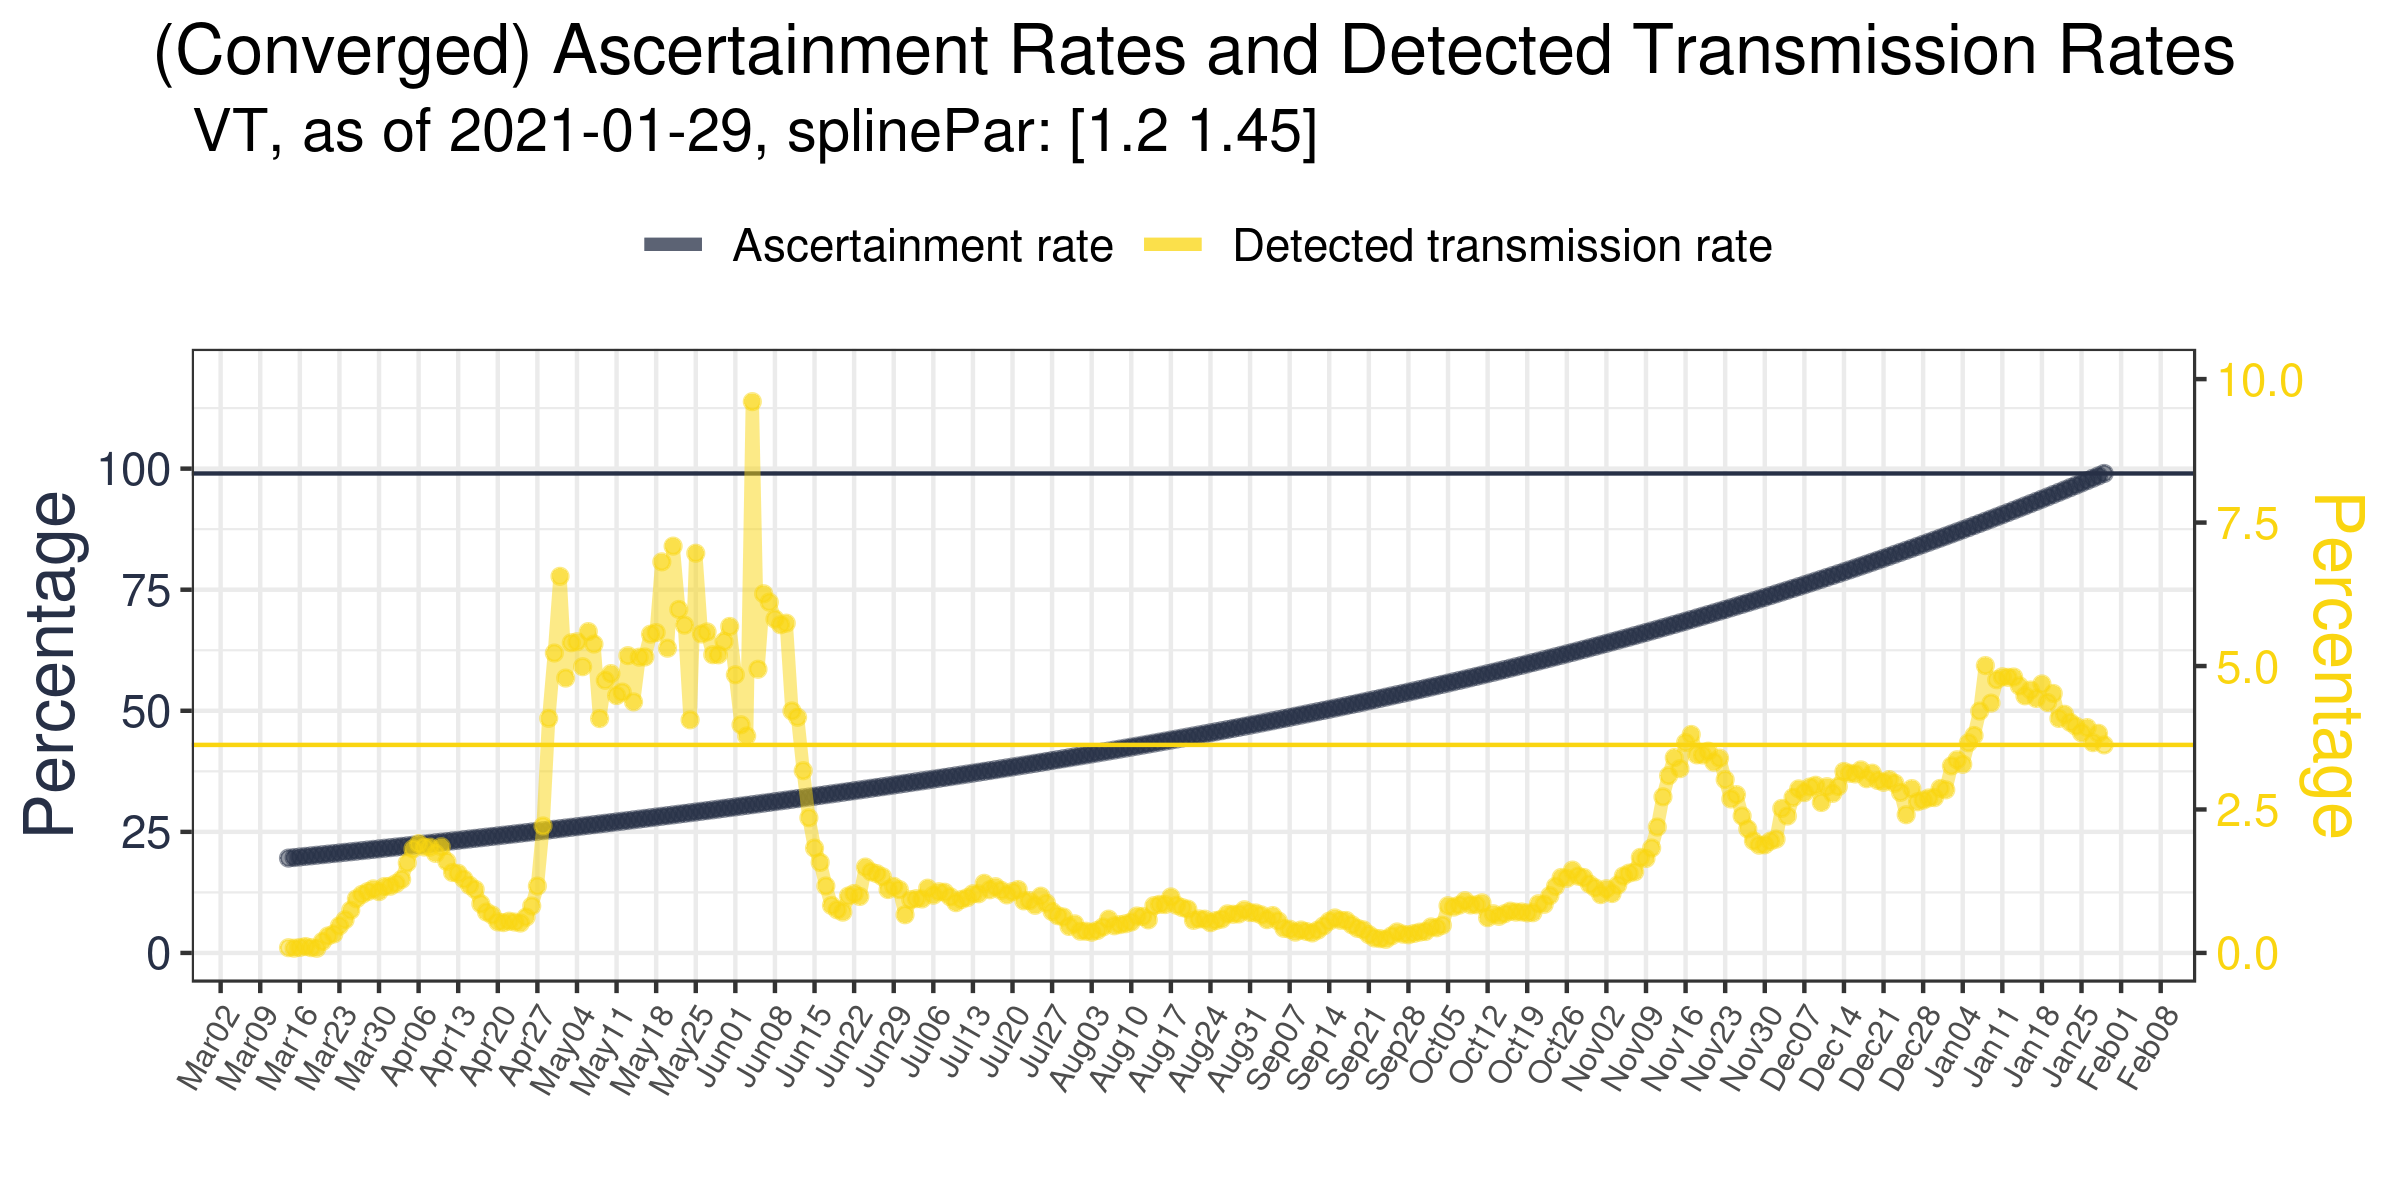 (Converged) Ascertainment Rates and Detected Transmission Rates
VT, as of 2021-01-29, splinePar: [1.2 1.45]
Ascertainment rate Detected transmission rate
Percentage
100
75
50
25
0
10.0
7.5
5.0
2.5
0.0
Percentage
Mar02 Mar09 Mar16 Mar23 Mar30 Apr06 Apr13 Apr20 Apr27 May04 May11 May18 May25 Jun01 Jun08 Jun15 Jun22 Jun29 Jul06 Jul13 Jul20 Jul27 Aug03 Aug10 Aug17 Aug24 Aug31 Sep07 Sep14 Sep21 Sep28 Oct05 Oct12 Oct19 Oct26 Nov02 Nov09 Nov16 Nov23 Nov30 Dec07 Dec14 Dec21 Dec28 Jan04 Jan11 Jan18 Jan25 Feb01 Feb08